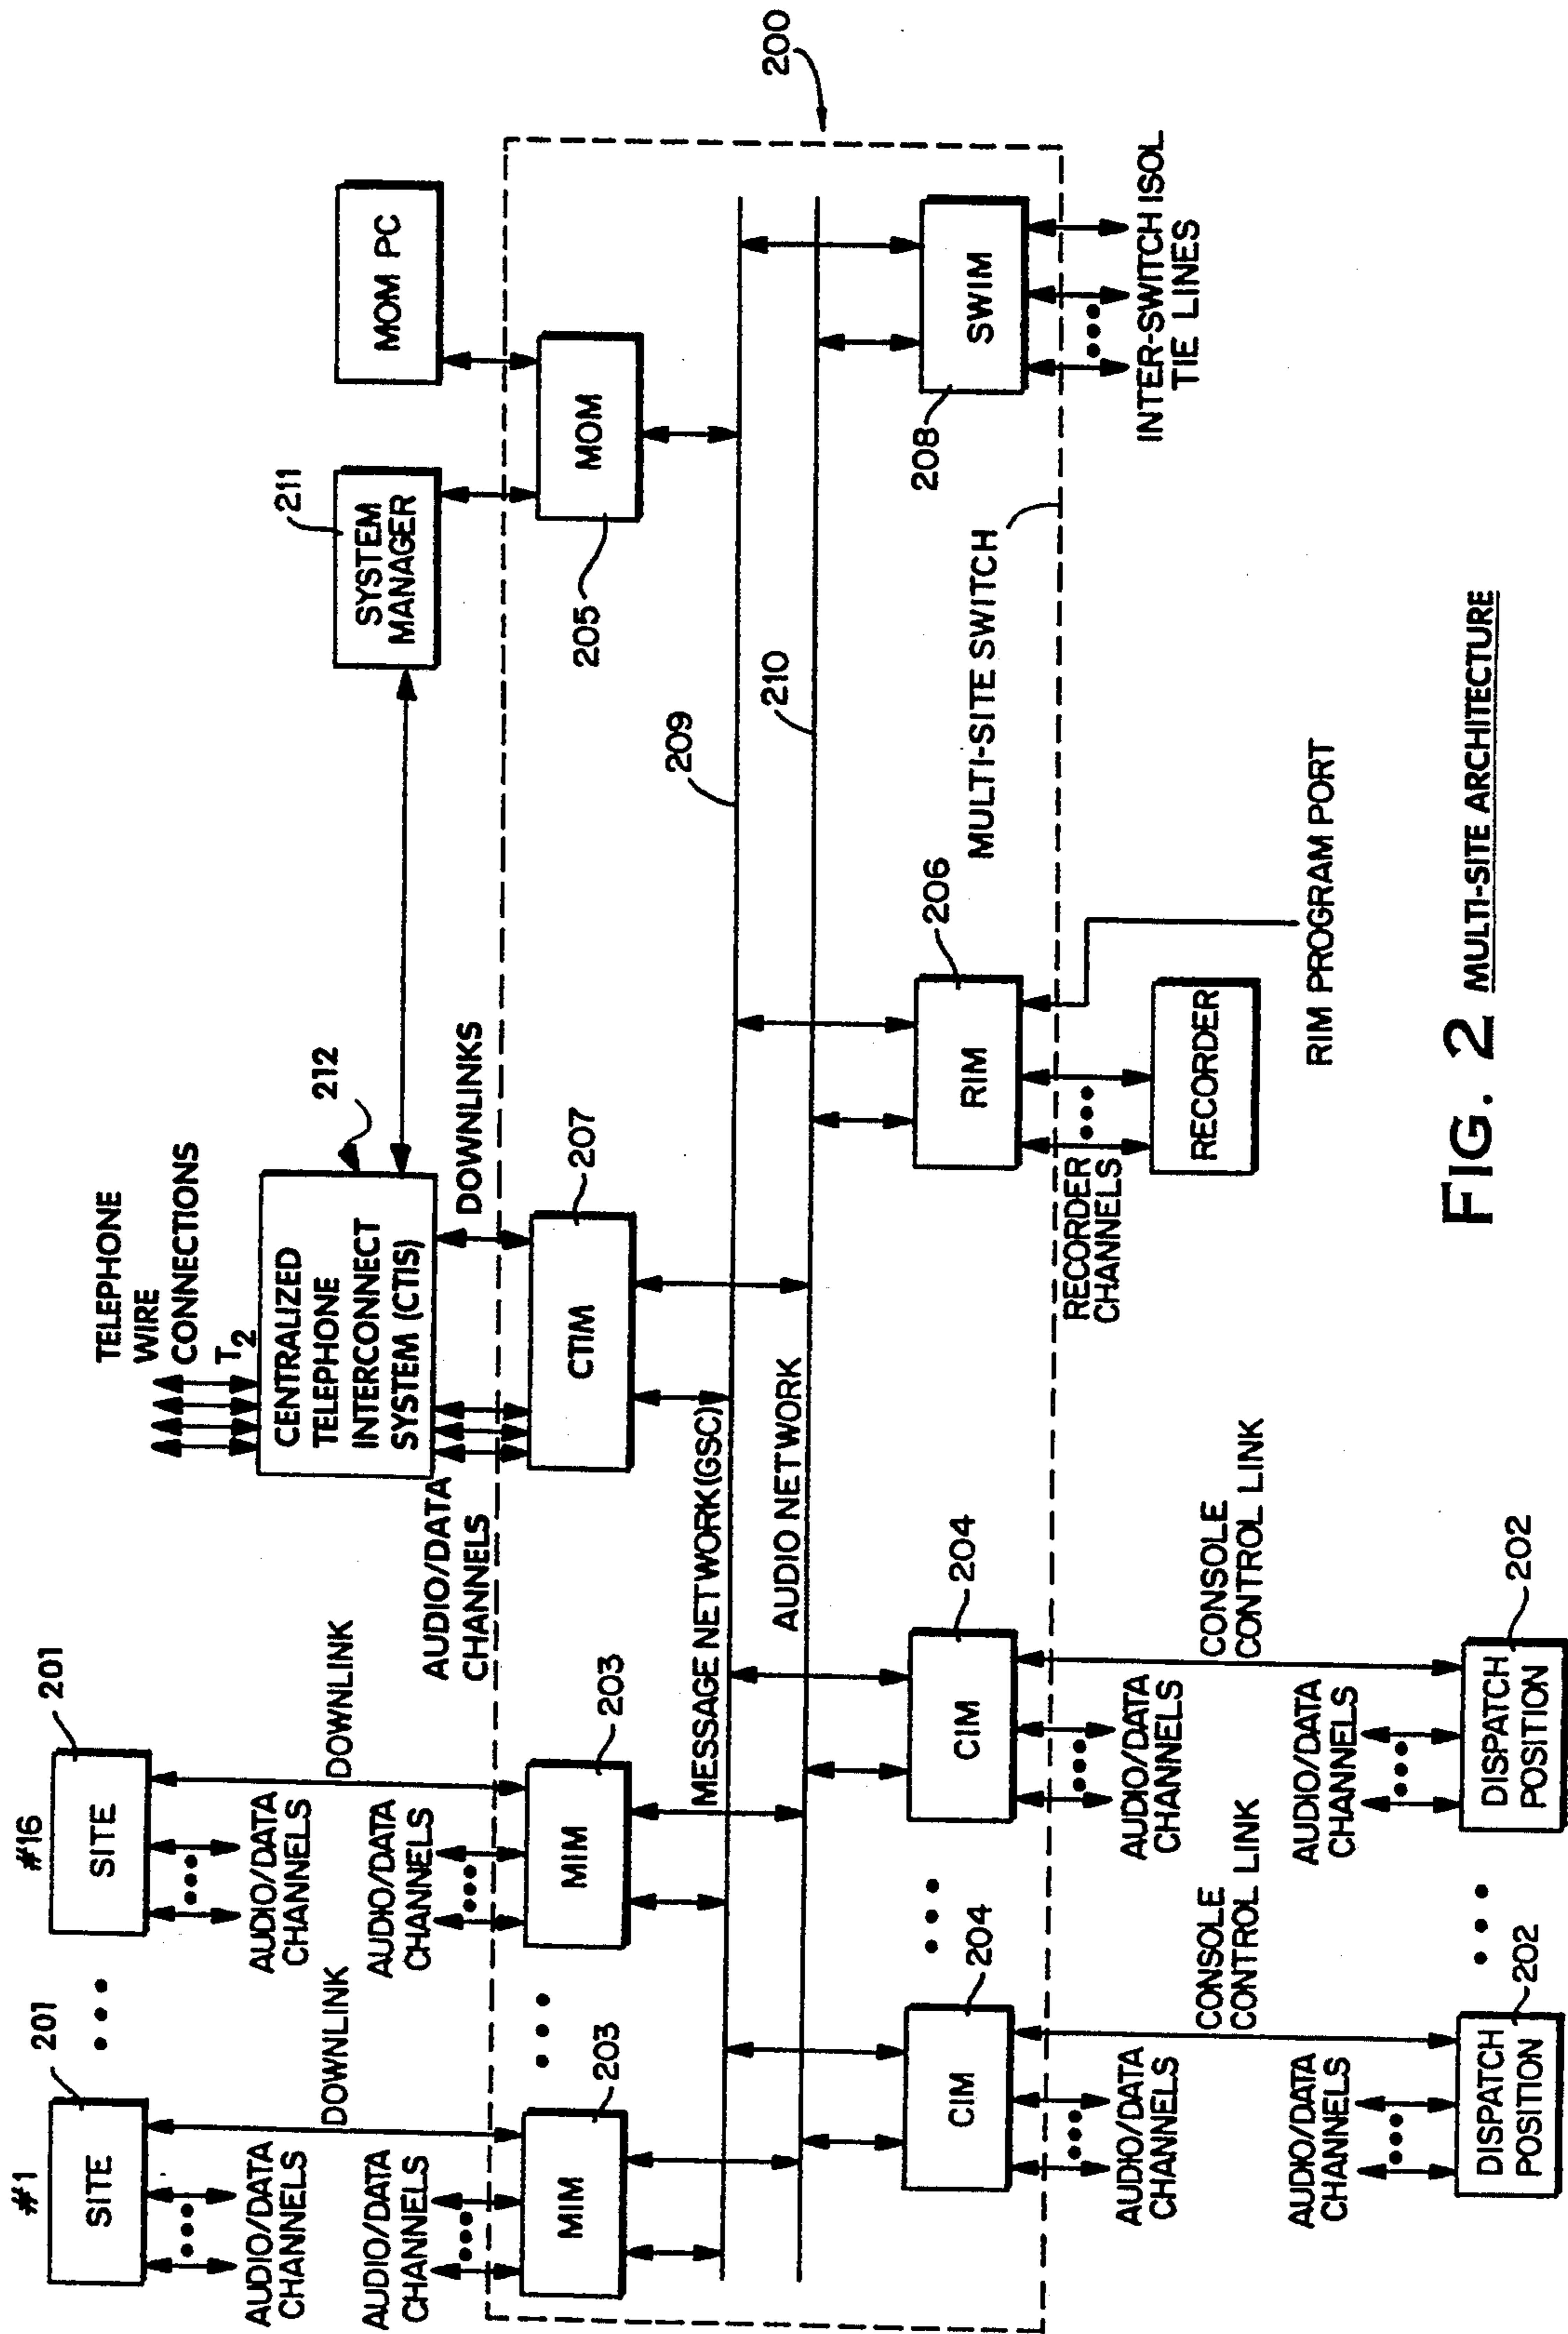 #1
201
SITE
AUDIO/DATA
CHANNELS
DOWNLINK
#16
201
SITE
AUDIO/DATA
CHANNELS
DOWNLINK
TELEPHONE
WIRE
CONNECTIONS
T2
212
CENTRALIZED
TELEPHONE
INTERCONNECT
SYSTEM (CTIS)
AUDIO/DATA
CHANNELS
DOWNLINKS
211
SYSTEM
MANAGER
MOM PC
200
AUDIO/DATA
CHANNELS
203
MIM
AUDIO/DATA
CHANNELS
203
MIM
207
CTIM
205
MOM
MESSAGE NETWORK(GSC)
209
AUDIO NETWORK
210
204
CIM
204
CIM
206
RIM
MULTI-SITE SWITCH
208
SWIM
AUDIO/DATA
CHANNELS
CONSOLE
CONTROL LINK
AUDIO/DATA
CHANNELS
CONSOLE
CONTROL LINK
RECORDER
CHANNELS
RECORDER
RIM PROGRAM PORT
INTER-SWITCH ISOL
TIE LINES
AUDIO/DATA
CHANNELS
202
DISPATCH
POSITION
AUDIO/DATA
CHANNELS
202
DISPATCH
POSITION
FIG. 2 MULTI-SITE ARCHITECTURE